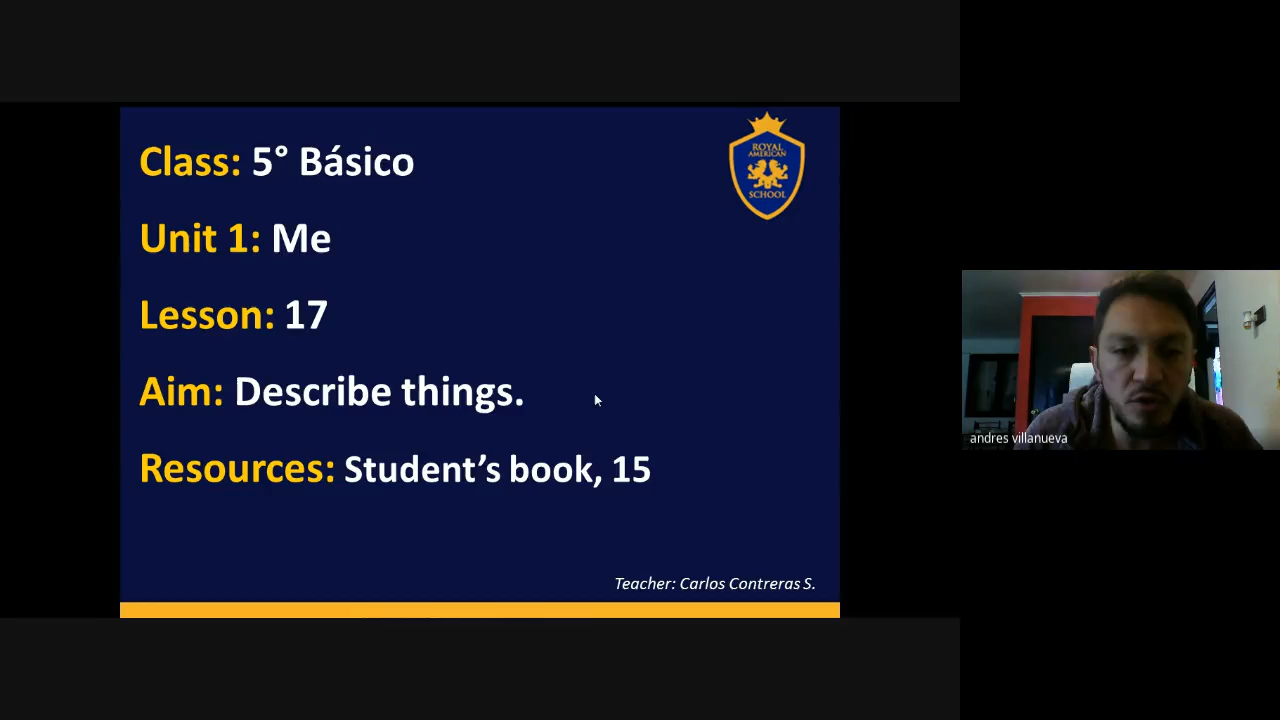 Class: 5° Básico
ROYAL
AMERICAN
SCHOOL
Unit 1: Me
Lesson: 17
Aim: Describe things.
Resources: Student's book, 15
Teacher: Carlos Contreras S.
andres villanueva